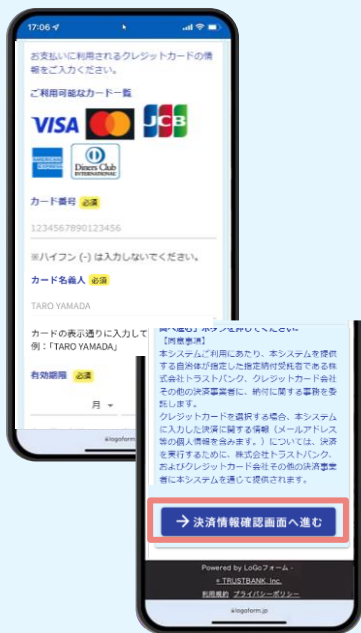 17:06
お支払いに利用されるクレジットカードの情
報をご入力ください。
ご利用可能なカード一覧
VISA
JCB
AMERICAN
EXPRESS
Diners Club
INTERNATIONAL
カード番号 必須
1234567890123456
※ハイフン (-) は入力しないでください。
カード名義人 必須
TARO YAMADA
カードの表示通りに入力して
例：「TARO YAMADA」
有効期限 必須
月
logoform
【同意事項】
本システムご利用にあたり、本システムを提供
する自治体が指定した指定納付受託者である株
式会社トラストバンク、クレジットカード会社
その他の決済事業者に、納付に関する事務を委
託します。
クレジットカードを選択する場合、本システム
に入力した決済に関する情報（メールアドレス
等の個人情報を含みます。）については、決済
を実行するために、株式会社トラストバンク、
およびクレジットカード会社その他の決済事業
者に本システムを通じて提供されます。
→決済情報確認画面へ進む
Powered by LoGoフォーム -
TRUSTBANK, Inc.
利用規約 プライバシーポリシー
logoform.jp